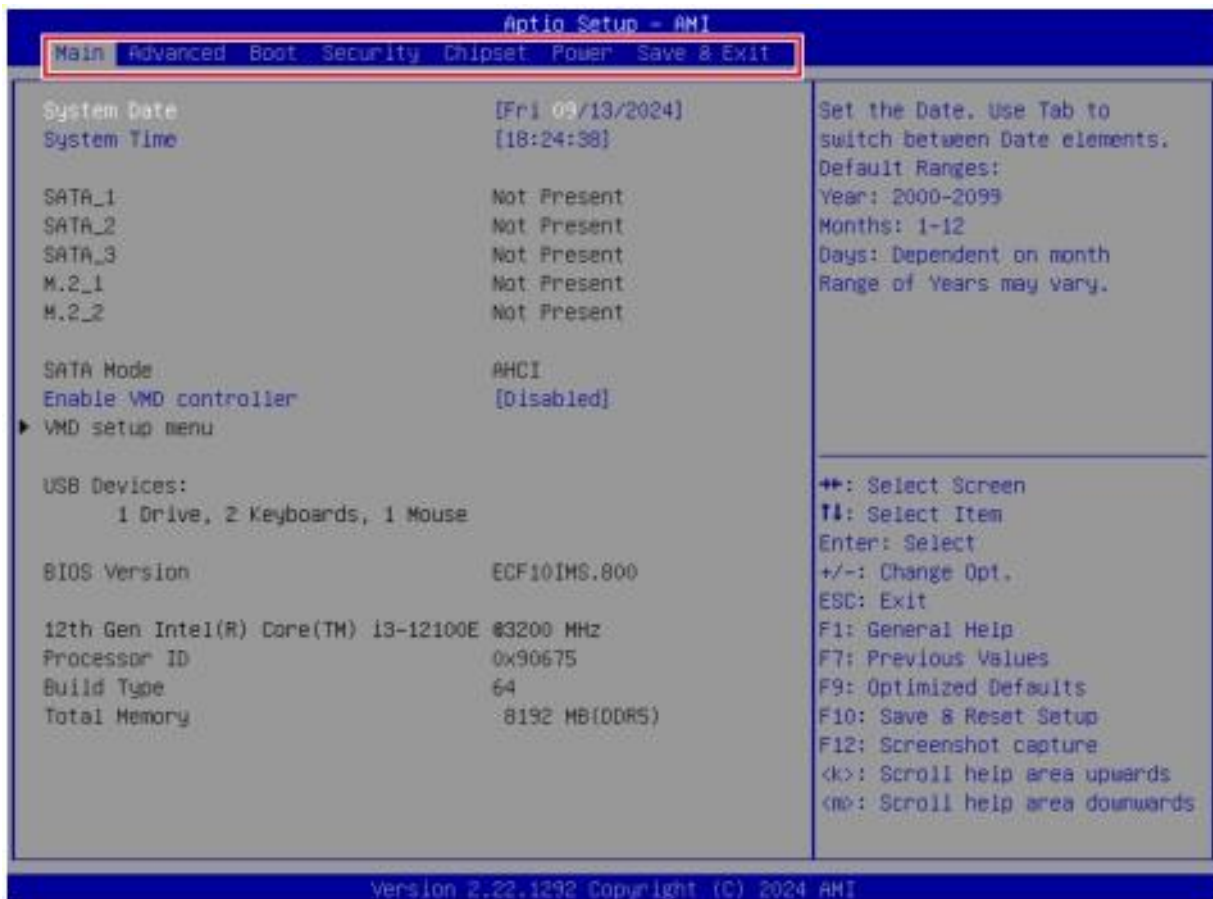 Aptio Setup - AMI
Main Advanced Boot Security Chipset Power Save & Exit
System Date [Fri 09/13/2024]
System Time [18:24:38]
SATA_1 Not Present
SATA_2 Not Present
SATA_3 Not Present
M.2_1 Not Present
M.2_2 Not Present
SATA Mode AHCI
Enable VMD controller [Disabled]
VMD setup menu
USB Devices:
1 Drive, 2 Keyboards, 1 Mouse
BIOS Version ECF10IMS.800
12th Gen Intel(R) Core(TM) i3-12100E @3200 MHz
Processor ID 0x90675
Build Type 64
Total Memory 8192 MB(DDR5)
Set the Date. Use Tab to
switch between Date elements.
Default Ranges:
Year: 2000-2099
Months: 1-12
Days: Dependent on month
Range of Years may vary.
→←: Select Screen
↑↓: Select Item
Enter: Select
+/-: Change Opt.
ESC: Exit
F1: General Help
F7: Previous Values
F9: Optimized Defaults
F10: Save & Reset Setup
F12: Screenshot capture
<k>: Scroll help area upwards
<m>: Scroll help area downwards
Version 2.22.1292 Copyright (C) 2024 AMI